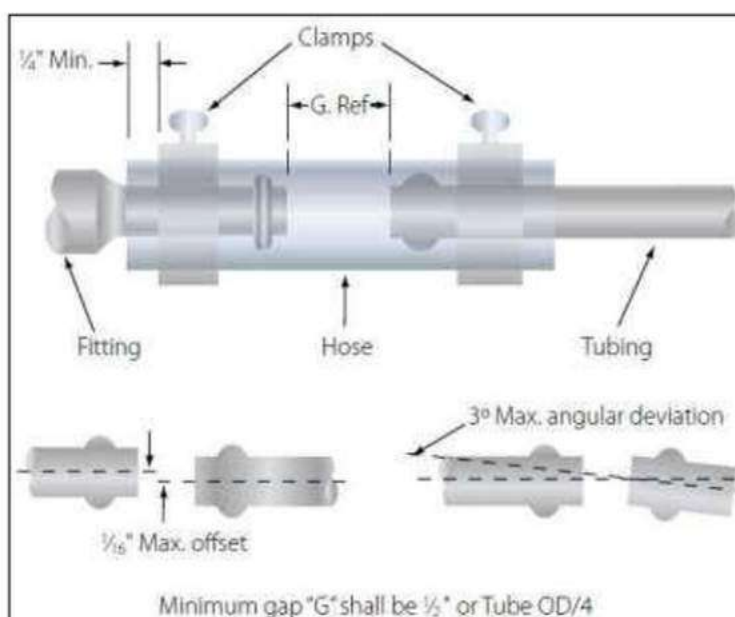 Clamps
¼" Min.
G. Ref
Fitting
Hose
Tubing
3º Max. angular deviation
1⁄16" Max. offset
Minimum gap "G" shall be ½" or Tube OD/4